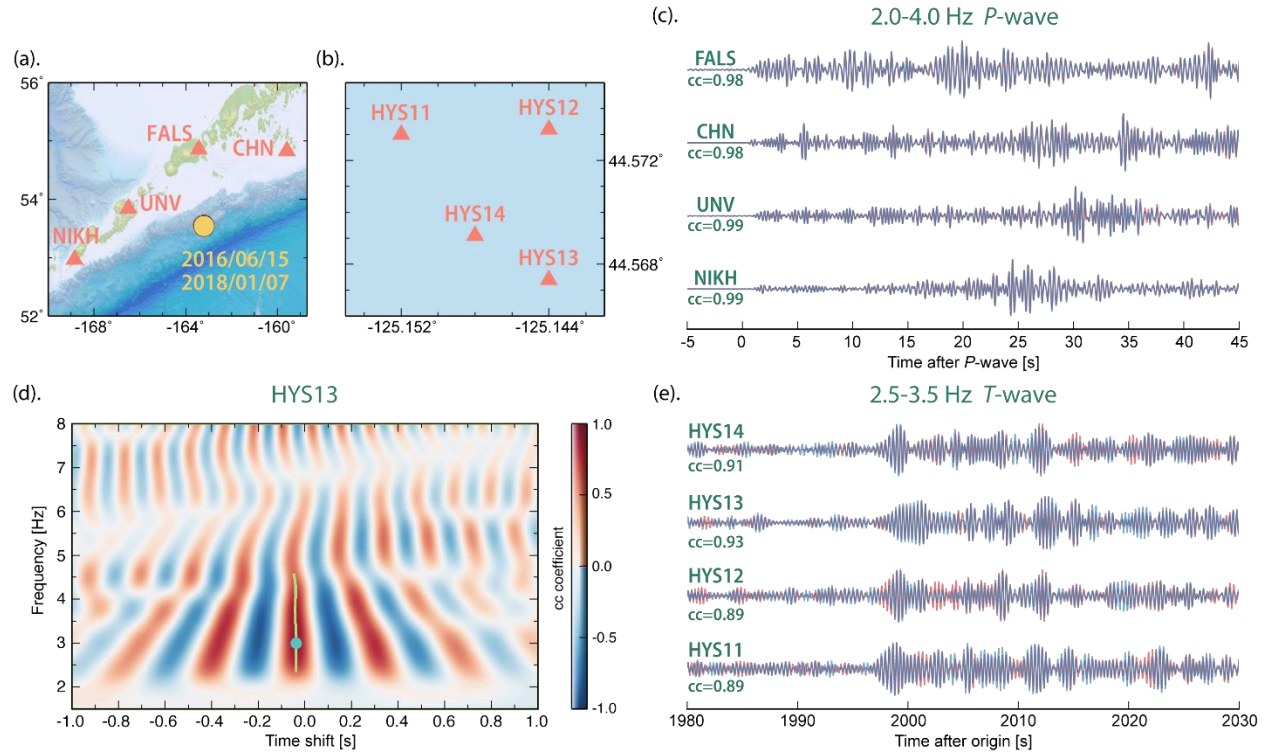 (a).
56°
54°
52°
-168°
-164°
-160°
FALS
CHN
UNV
NIKH
2016/06/15
2018/01/07
(b).
HYS11
HYS12
HYS14
HYS13
44.572°
44.568°
-125.152°
-125.144°
(c).
2.0-4.0 Hz P-wave
FALS
cc=0.98
CHN
cc=0.98
UNV
cc=0.99
NIKH
cc=0.99
-5 0 5 10 15 20 25 30 35 40 45
Time after P-wave [s]
(d).
HYS13
Frequency [Hz]
8
7
6
5
4
3
2
-1.0 -0.8 -0.6 -0.4 -0.2 0.0 0.2 0.4 0.6 0.8 1.0
Time shift [s]
1.0
0.5
0.0
-0.5
-1.0
cc coefficient
(e).
2.5-3.5 Hz T-wave
HYS14
cc=0.91
HYS13
cc=0.93
HYS12
cc=0.89
HYS11
cc=0.89
1980 1990 2000 2010 2020 2030
Time after origin [s]